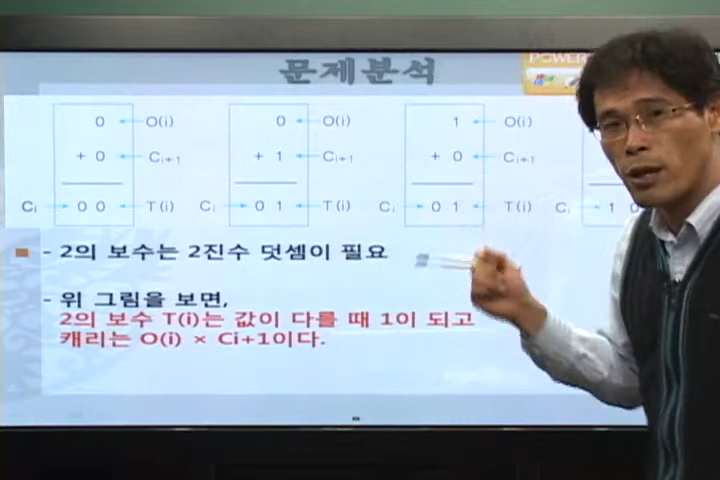 문제분석
POWER
0 O(i) 0 O(i) 1 O(i)
+ 0 Ci+1 + 1 Ci+1 + 0 Ci+1
Ci 0 0 T(i) Ci 0 1 T(i) Ci 0 1 T(i) Ci 1 0
- 2의 보수는 2진수 덧셈이 필요
- 위 그림을 보면,
2의 보수 T(i)는 값이 다를 때 1이 되고
캐리는 O(i) × Ci+1이다.